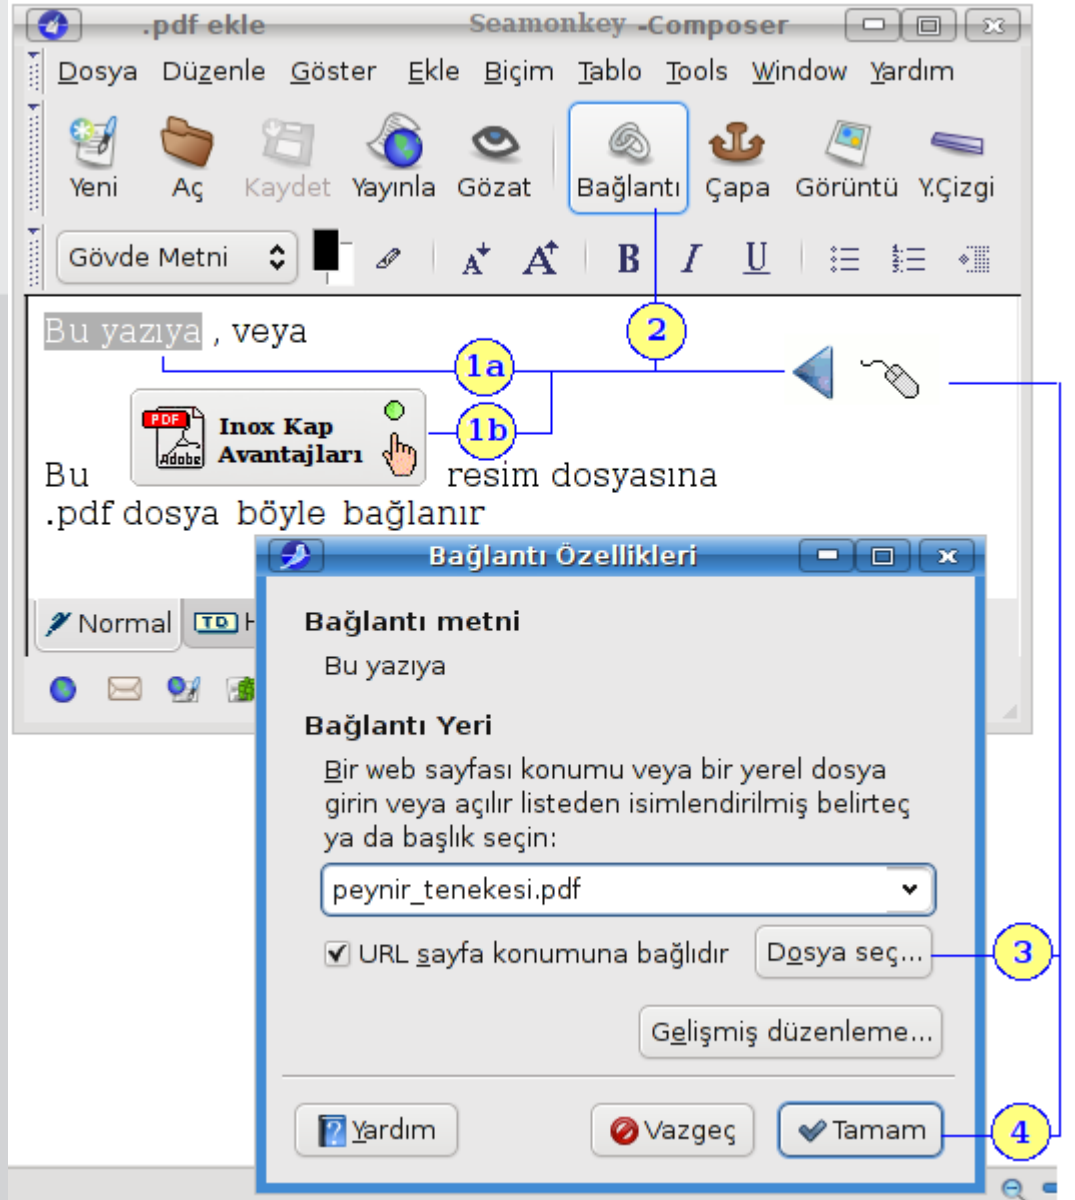 .pdf ekle Seamonkey -Composer
Dosya Düzenle Göster Ekle Biçim Tablo Tools Window Yardım
Yeni Aç Kaydet Yayınla Gözat Bağlantı Çapa Görüntü Y.Çizgi
Gövde Metni A A B I U
Bu yazıya , veya
2
1a
1b
PDF
Adobe
Inox Kap
Avantajları
Bu resim dosyasına
.pdf dosya böyle bağlanır
Normal TD H
Bağlantı Özellikleri
Bağlantı metni
Bu yazıya
Bağlantı Yeri
Bir web sayfası konumu veya bir yerel dosya
girin veya açılır listeden isimlendirilmiş belirteç
ya da başlık seçin:
peynir_tenekesi.pdf
URL sayfa konumuna bağlıdır Dosya seç... 3
Gelişmiş düzenleme...
? Yardım Vazgeç Tamam 4